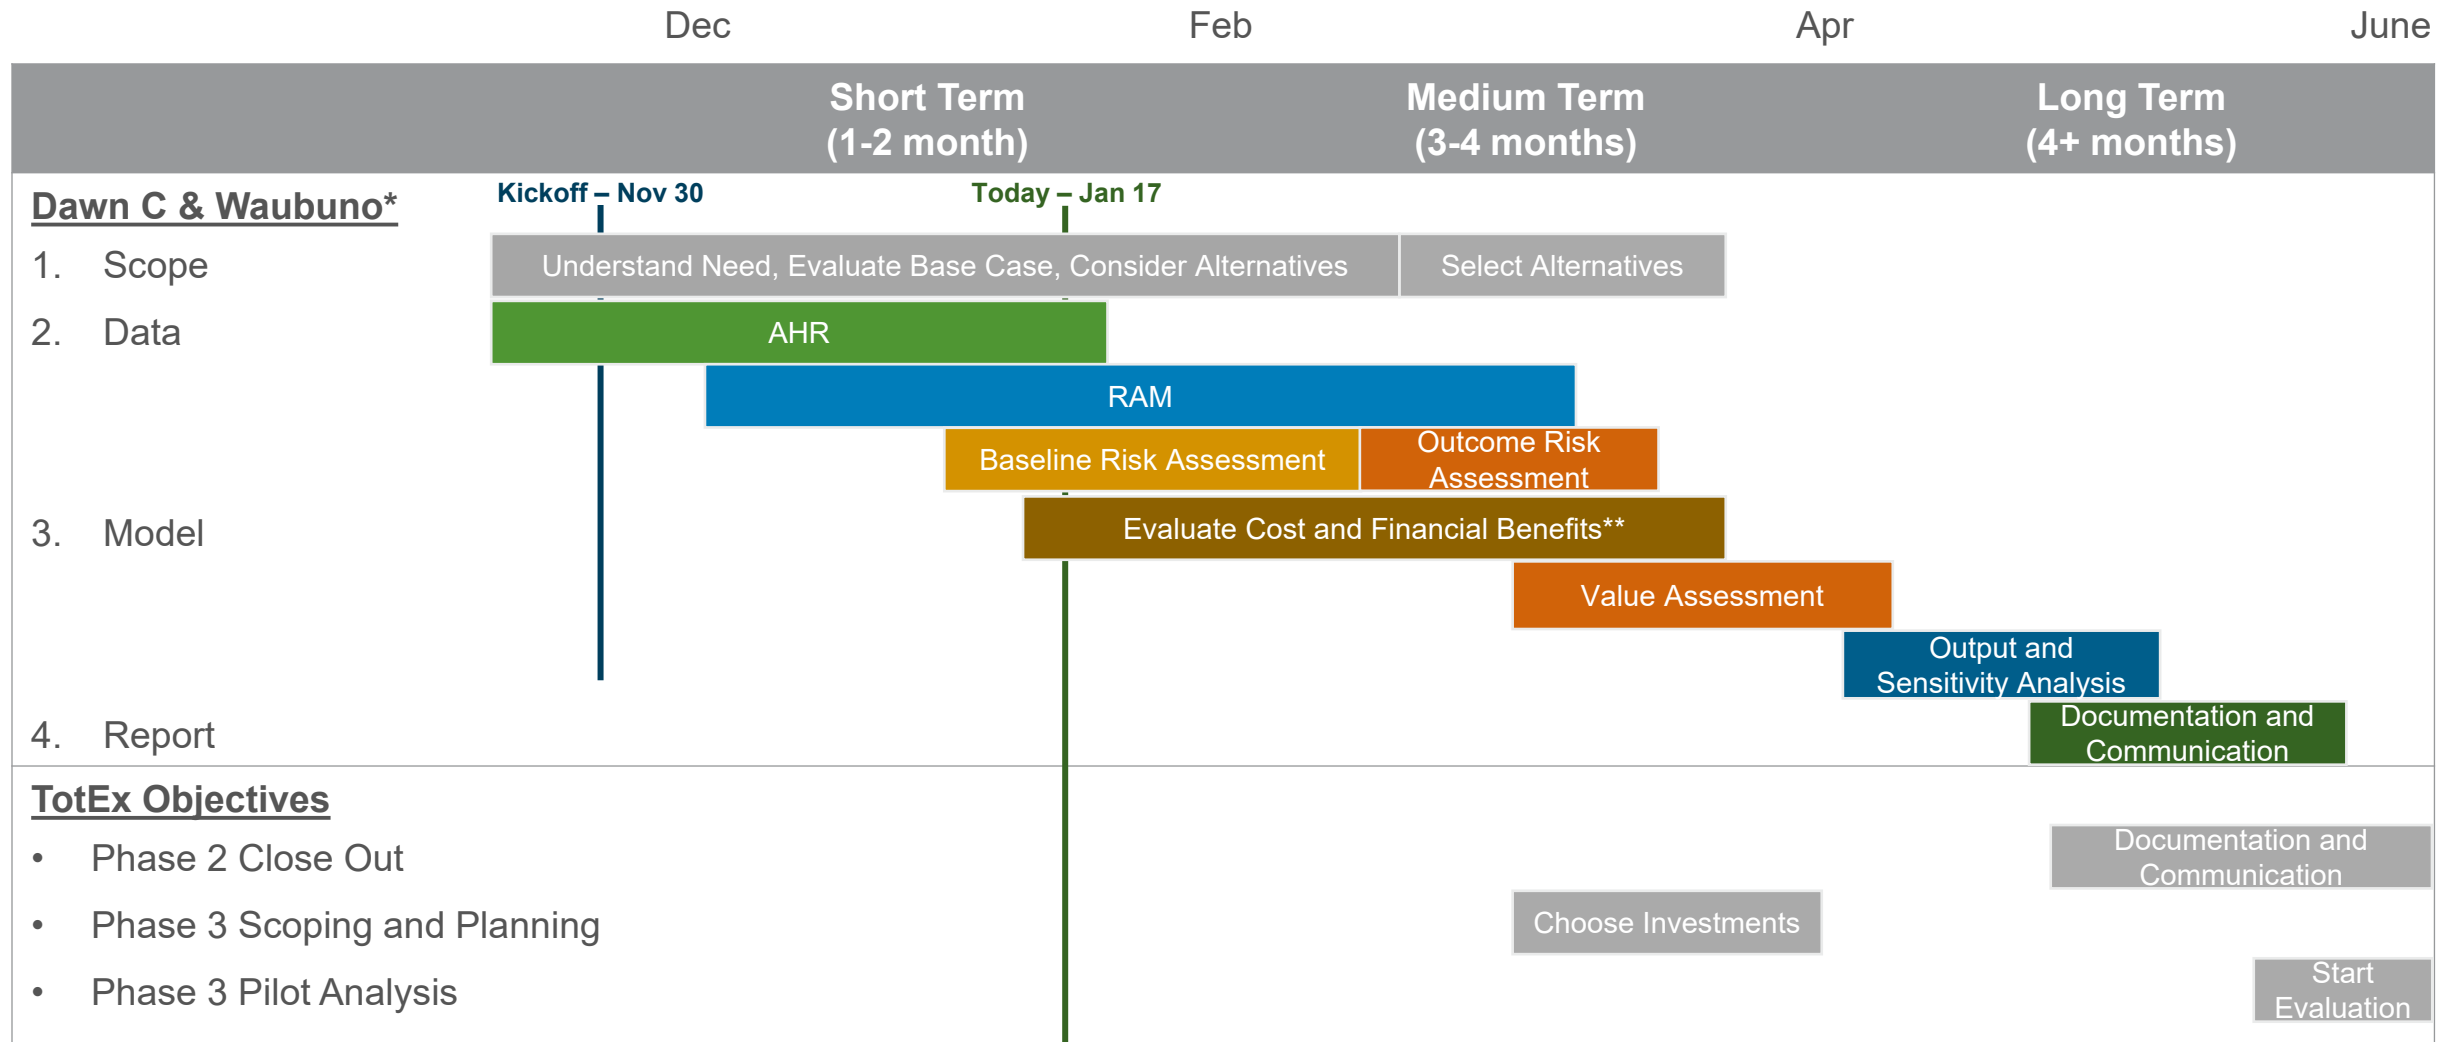 Dec Feb Apr June
Short Term Medium Term Long Term
(1-2 month) (3-4 months) (4+ months)
Dawn C & Waubuno* Kickoff – Nov 30 Today – Jan 17
1. Scope Understand Need, Evaluate Base Case, Consider Alternatives Select Alternatives
2. Data AHR
RAM
Baseline Risk Assessment Outcome Risk
Assessment
3. Model Evaluate Cost and Financial Benefits**
Value Assessment
Output and
Sensitivity Analysis
4. Report Documentation and
Communication
TotEx Objectives
• Phase 2 Close Out Documentation and
Communication
• Phase 3 Scoping and Planning Choose Investments
• Phase 3 Pilot Analysis Start
Evaluation